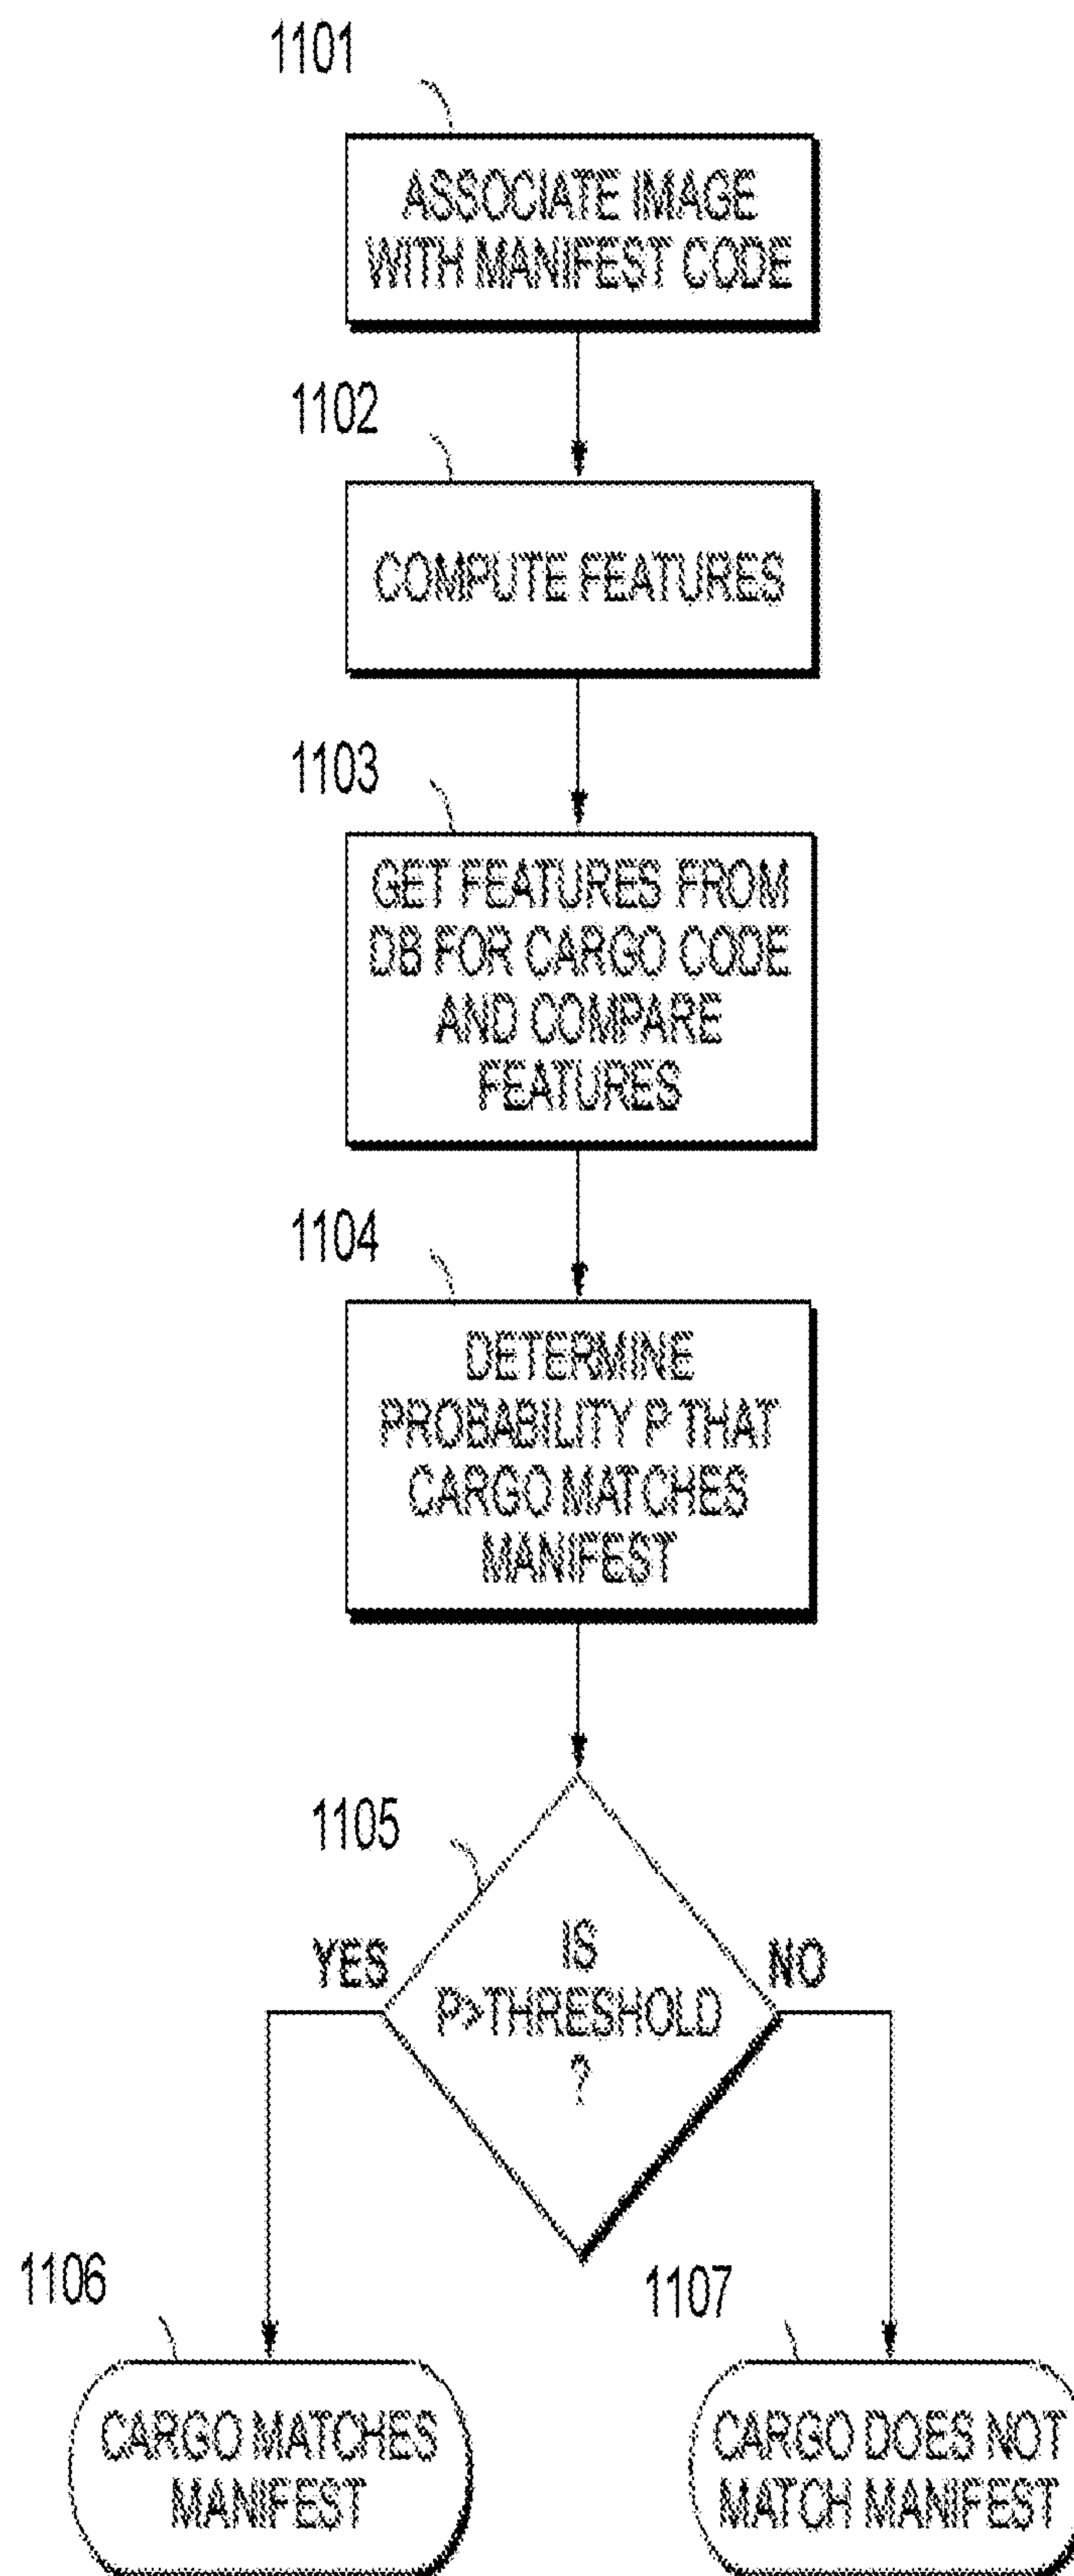 1101
ASSOCIATE IMAGE
WITH MANIFEST CODE
1102
COMPUTE FEATURES
1103
GET FEATURES FROM
DB FOR CARGO CODE
AND COMPARE
FEATURES
1104
DETERMINE
PROBABILITY P THAT
CARGO MATCHES
MANIFEST
1105
YES
IS
P>THRESHOLD
?
NO
1106
CARGO MATCHES
MANIFEST
1107
CARGO DOES NOT
MATCH MANIFEST